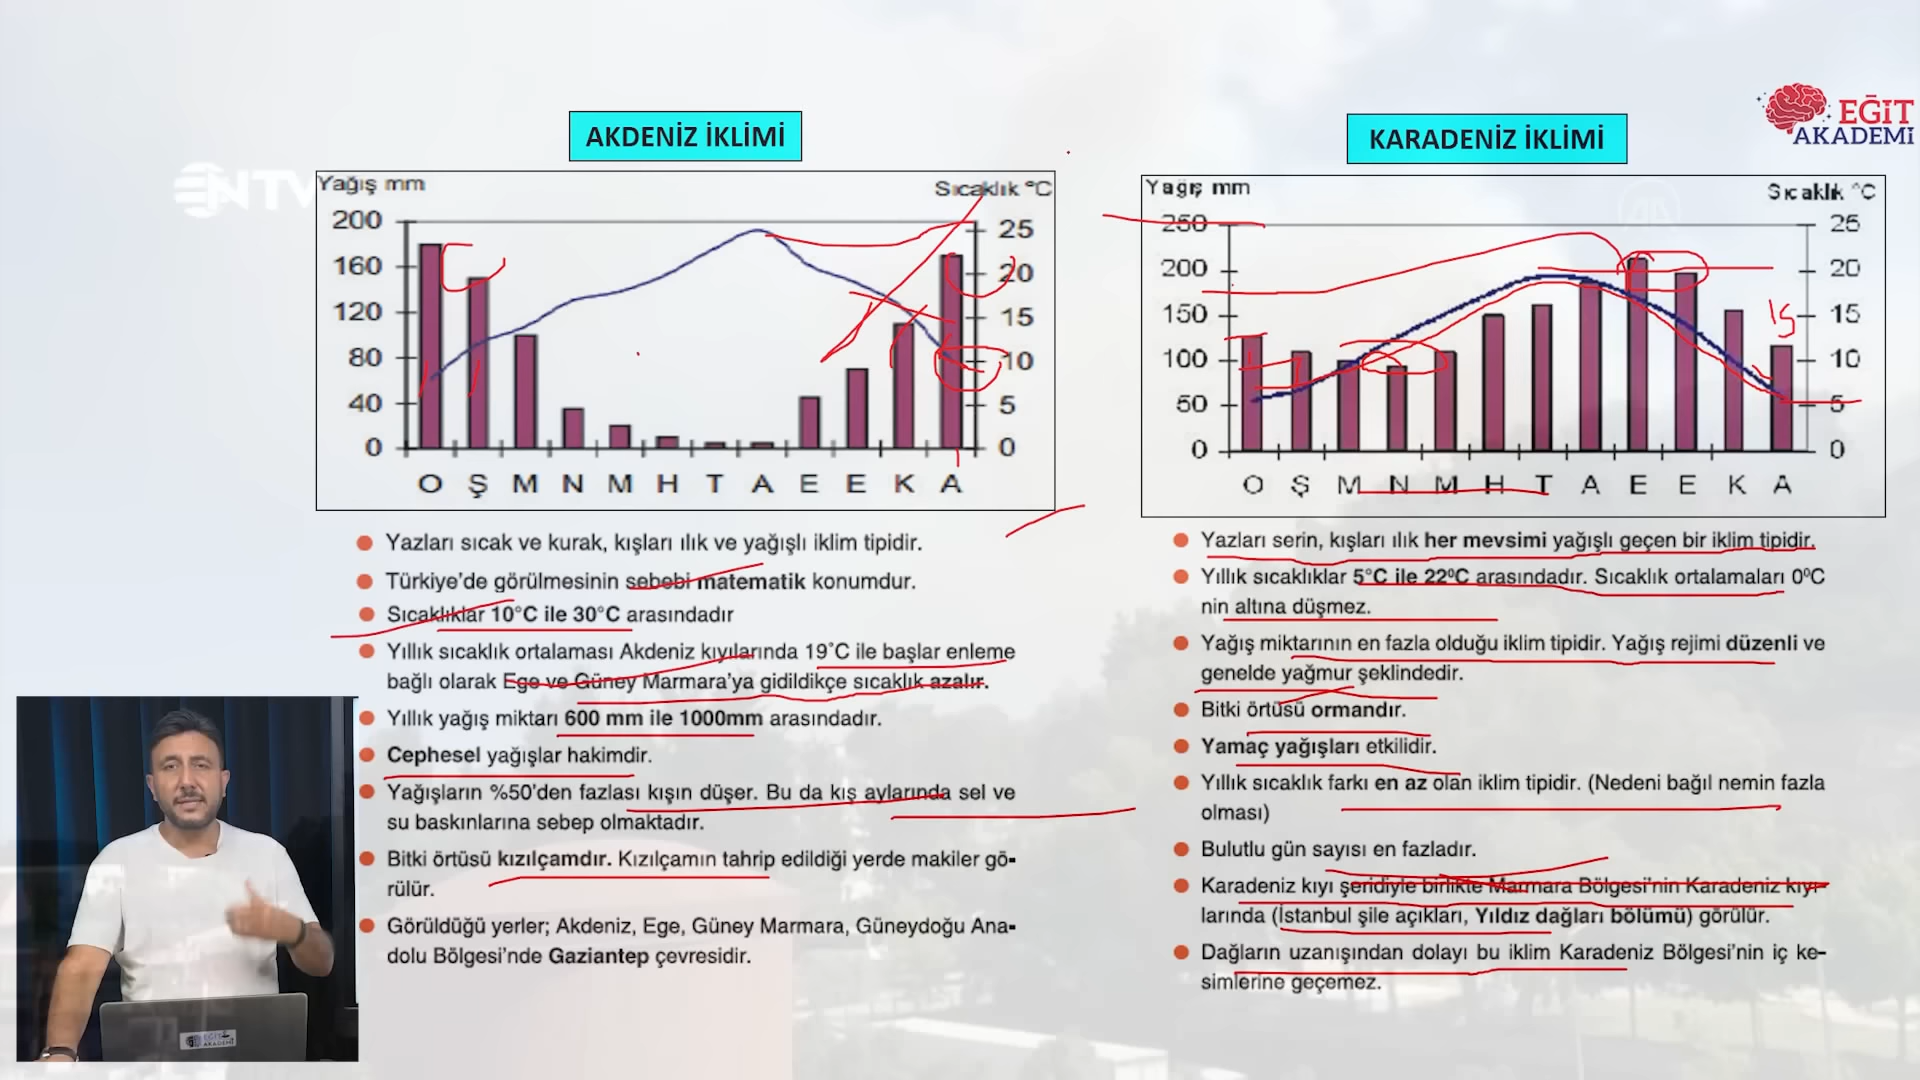 EĞİT
AKADEMİ
NTV
AKDENİZ İKLİMİ
Yağış mm
Sıcaklık °C
200
160
120
80
40
0
25
20
15
10
5
0
O Ş M N M H T A E E K A
Yazları sıcak ve kurak, kışları ılık ve yağışlı iklim tipidir.
Türkiye'de görülmesinin sebebi matematik konumdur.
Sıcaklıklar 10°C ile 30°C arasındadır
Yıllık sıcaklık ortalaması Akdeniz kıyılarında 19°C ile başlar enleme
bağlı olarak Ege ve Güney Marmara'ya gidildikçe sıcaklık azalır.
Yıllık yağış miktarı 600 mm ile 1000mm arasındadır.
Cephesel yağışlar hakimdir.
Yağışların %50'den fazlası kışın düşer. Bu da kış aylarında sel ve
su baskınlarına sebep olmaktadır.
Bitki örtüsü kızılçamdır. Kızılçamın tahrip edildiği yerde makiler gö-
rülür.
Görüldüğü yerler; Akdeniz, Ege, Güney Marmara, Güneydoğu Ana-
dolu Bölgesi'nde Gaziantep çevresidir.
KARADENİZ İKLİMİ
Yağış mm
Sıcaklık °C
250
200
150
100
50
0
25
20
15
10
5
0
15
O Ş M N M H T A E E K A
Yazları serin, kışları ılık her mevsimi yağışlı geçen bir iklim tipidir.
Yıllık sıcaklıklar 5°C ile 22°C arasındadır. Sıcaklık ortalamaları 0°C
nin altına düşmez.
Yağış miktarının en fazla olduğu iklim tipidir. Yağış rejimi düzenli ve
genelde yağmur şeklindedir.
Bitki örtüsü ormandır.
Yamaç yağışları etkilidir.
Yıllık sıcaklık farkı en az olan iklim tipidir. (Nedeni bağıl nemin fazla
olması)
Bulutlu gün sayısı en fazladır.
Karadeniz kıyı şeridiyle birlikte Marmara Bölgesi'nin Karadeniz kıyı-
larında (İstanbul şile açıkları, Yıldız dağları bölümü) görülür.
Dağların uzanışından dolayı bu iklim Karadeniz Bölgesi'nin iç ke-
simlerine geçemez.
EĞİT
AKADEMİ